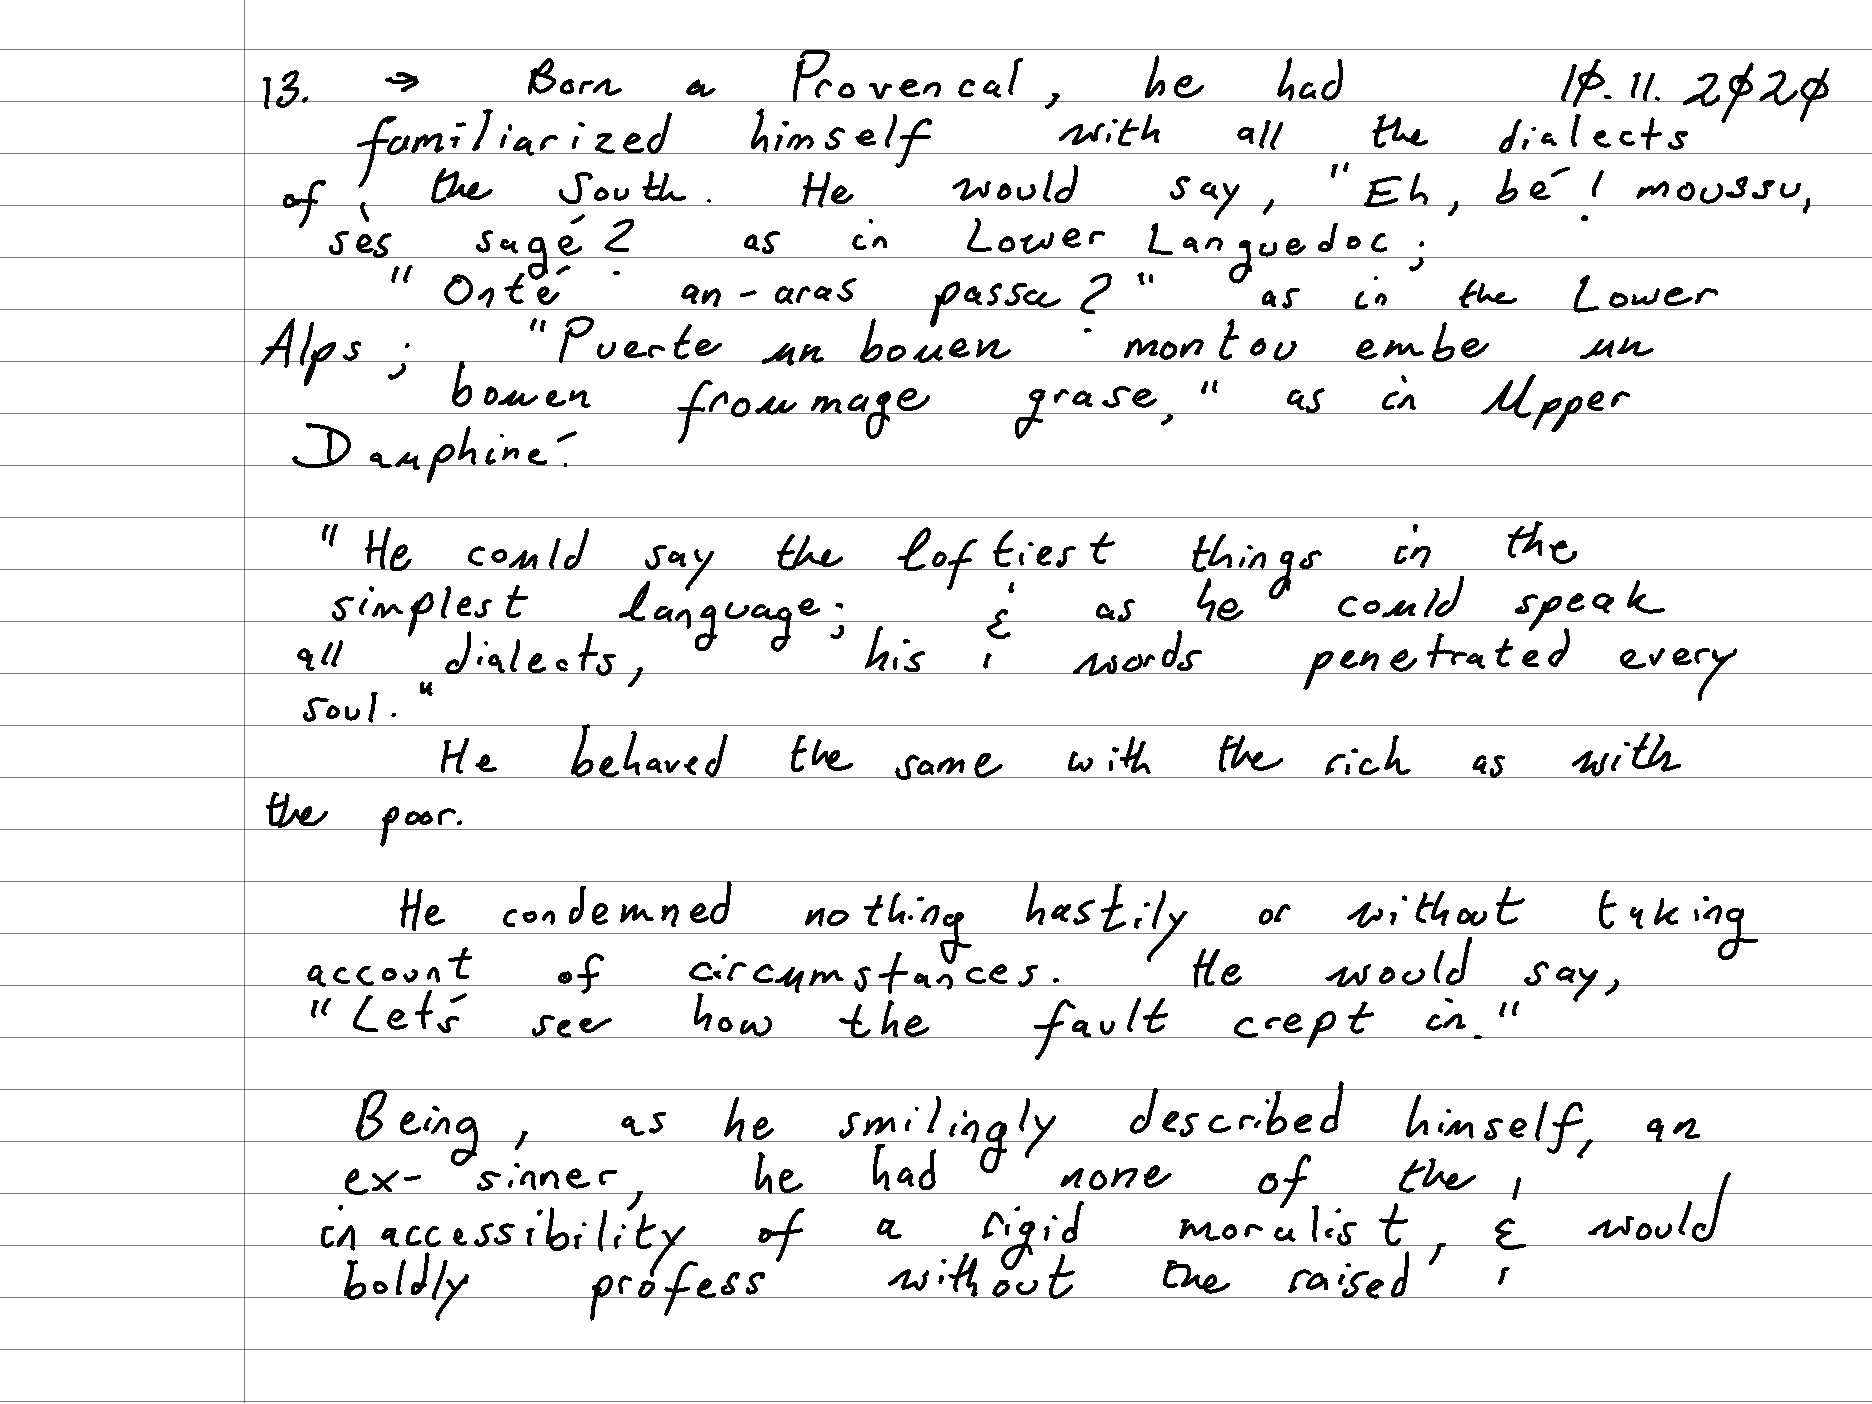 13. → Born a Provencal, he had 10.11.2020
familiarized himself with all the dialects
of the South. He would say, "Eh, bé! moussu,
sès sagé? as in Lower Languedoc;
"Onté an-aras passa?" as in the Lower
Alps; "Puerte un bouen moutou embe un
bouen froumage grase," as in Upper
Dauphiné.
"He could say the loftiest things in the
simplest language; & as he could speak
all dialects, his words penetrated every
soul."
He behaved the same with the rich as with
the poor.
He condemned nothing hastily or without taking
account of circumstances. He would say,
"Let's see how the fault crept in."
Being, as he smilingly described himself, an
ex-sinner, he had none of the
inaccessibility of a rigid moralist, & would
boldly profess without the raised